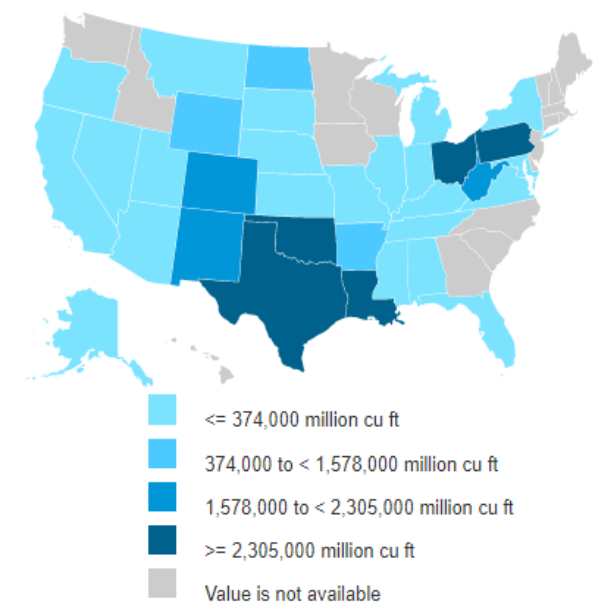 <= 374,000 million cu ft
374,000 to < 1,578,000 million cu ft
1,578,000 to < 2,305,000 million cu ft
>= 2,305,000 million cu ft
Value is not available